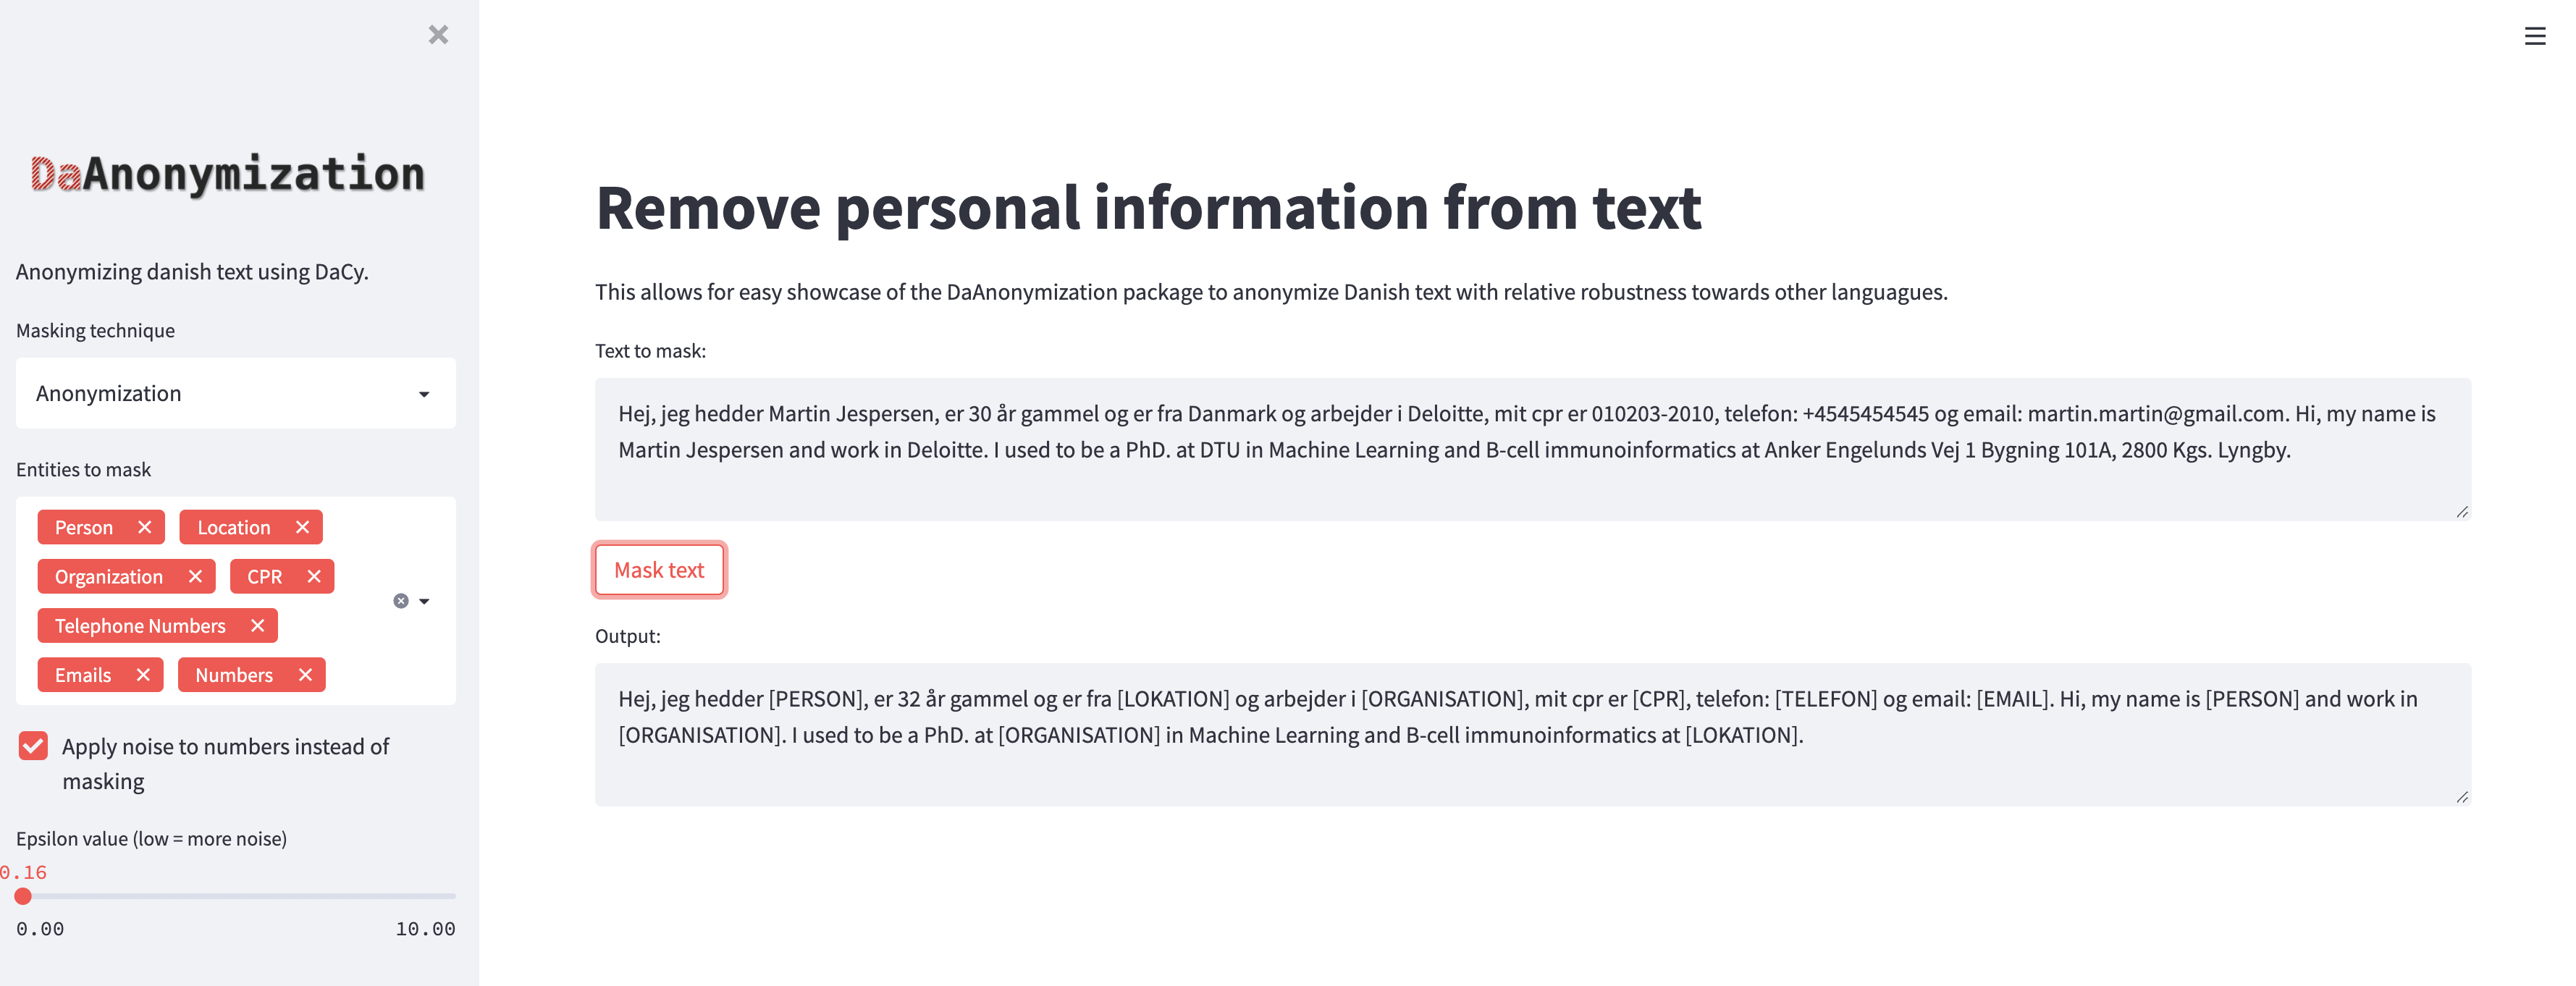 DaAnonymization
Anonymizing danish text using DaCy.
Masking technique
Anonymization
Entities to mask
Person
Location
Organization
CPR
Telephone Numbers
Emails
Numbers
Apply noise to numbers instead of
masking
Epsilon value (low = more noise)
0.16
0.00
10.00
Remove personal information from text
This allows for easy showcase of the DaAnonymization package to anonymize Danish text with relative robustness towards other languagues.
Text to mask:
Hej, jeg hedder Martin Jespersen, er 30 år gammel og er fra Danmark og arbejder i Deloitte, mit cpr er 010203-2010, telefon: +4545454545 og email: martin.martin@gmail.com. Hi, my name is
Martin Jespersen and work in Deloitte. I used to be a PhD. at DTU in Machine Learning and B-cell immunoinformatics at Anker Engelunds Vej 1 Bygning 101A, 2800 Kgs. Lyngby.
Mask text
Output:
Hej, jeg hedder [PERSON], er 32 år gammel og er fra [LOKATION] og arbejder i [ORGANISATION], mit cpr er [CPR], telefon: [TELEFON] og email: [EMAIL]. Hi, my name is [PERSON] and work in
[ORGANISATION]. I used to be a PhD. at [ORGANISATION] in Machine Learning and B-cell immunoinformatics at [LOKATION].